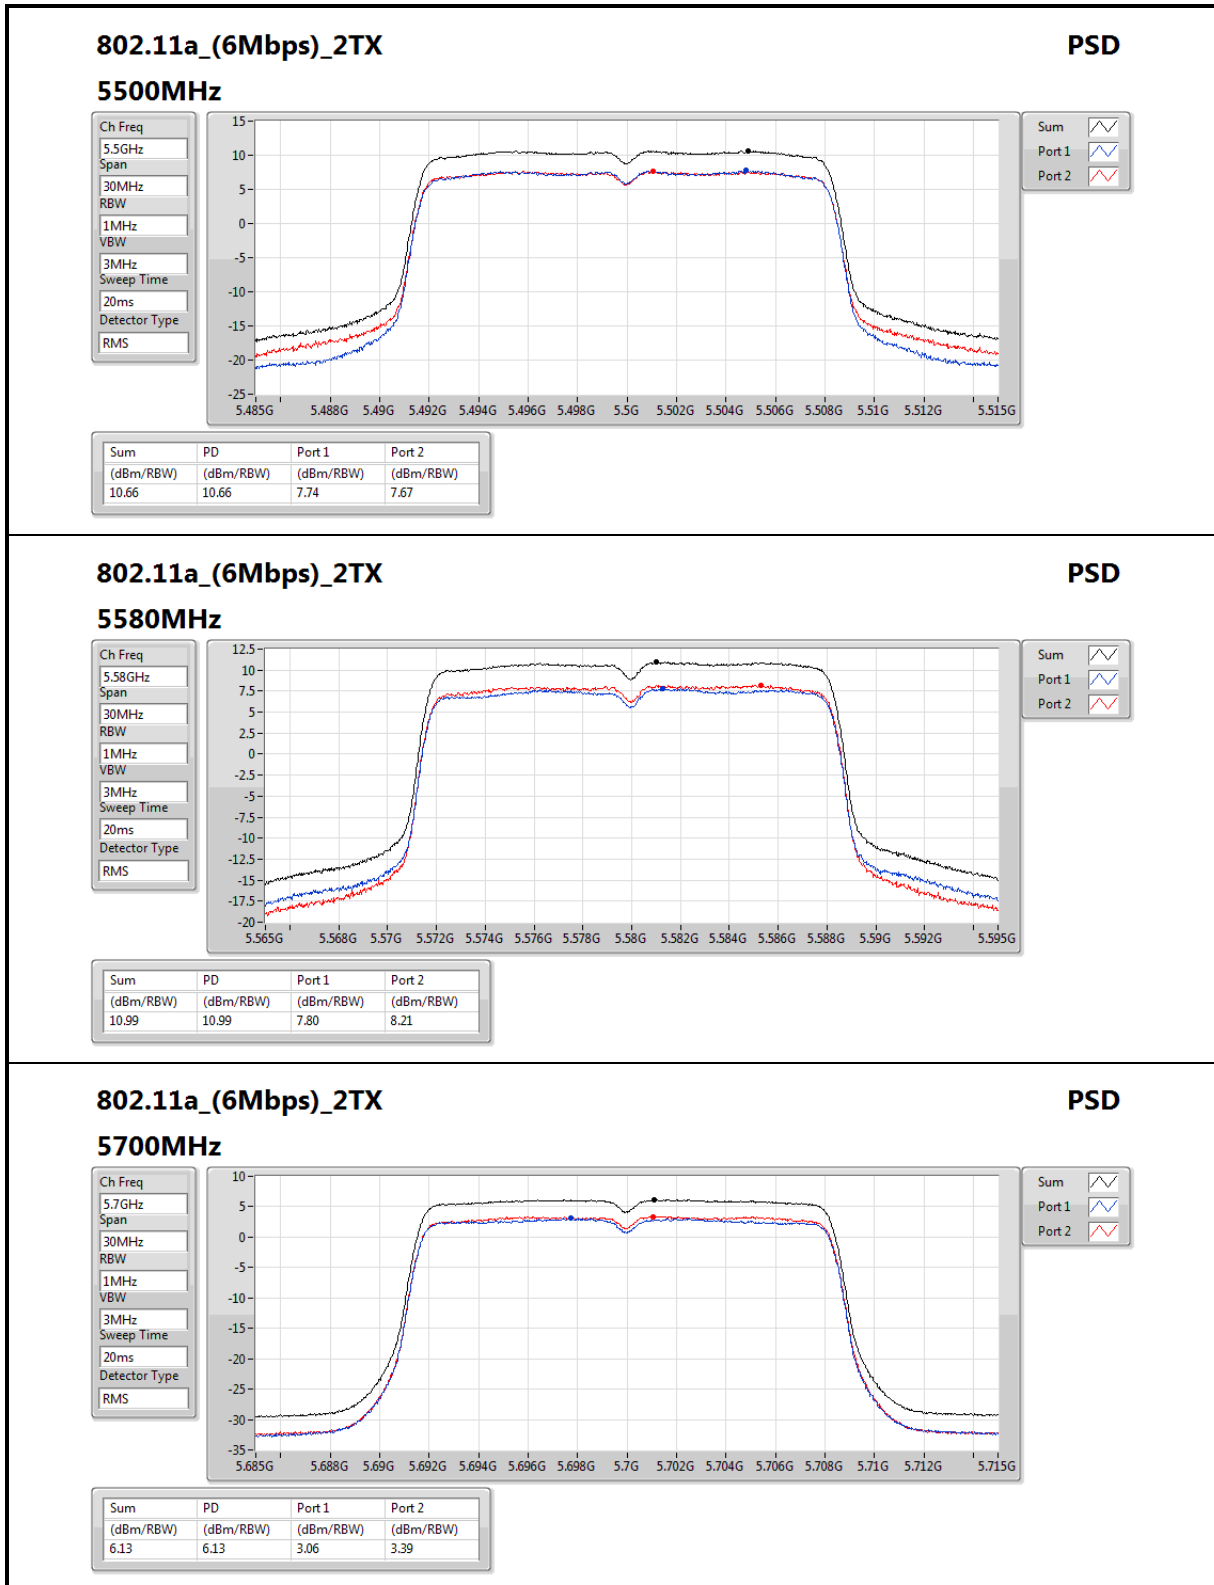 802.11a_(6Mbps)_2TX PSD
5500MHz
Ch Freq
5.5GHz
Span
30MHz
RBW
1MHz
VBW
3MHz
Sweep Time
20ms
Detector Type
RMS
15
10
5
0
-5
-10
-15
-20
-25
5.485G 5.488G 5.49G 5.492G 5.494G 5.496G 5.498G 5.5G 5.502G 5.504G 5.506G 5.508G 5.51G 5.512G 5.515G
Sum
Port 1
Port 2
Sum PD Port 1 Port 2
(dBm/RBW) (dBm/RBW) (dBm/RBW) (dBm/RBW)
10.66 10.66 7.74 7.67
802.11a_(6Mbps)_2TX PSD
5580MHz
Ch Freq
5.58GHz
Span
30MHz
RBW
1MHz
VBW
3MHz
Sweep Time
20ms
Detector Type
RMS
12.5
10
7.5
5
2.5
0
-2.5
-5
-7.5
-10
-12.5
-15
-17.5
-20
5.565G 5.568G 5.57G 5.572G 5.574G 5.576G 5.578G 5.58G 5.582G 5.584G 5.586G 5.588G 5.59G 5.592G 5.595G
Sum
Port 1
Port 2
Sum PD Port 1 Port 2
(dBm/RBW) (dBm/RBW) (dBm/RBW) (dBm/RBW)
10.99 10.99 7.80 8.21
802.11a_(6Mbps)_2TX PSD
5700MHz
Ch Freq
5.7GHz
Span
30MHz
RBW
1MHz
VBW
3MHz
Sweep Time
20ms
Detector Type
RMS
10
5
0
-5
-10
-15
-20
-25
-30
-35
5.685G 5.688G 5.69G 5.692G 5.694G 5.696G 5.698G 5.7G 5.702G 5.704G 5.706G 5.708G 5.71G 5.712G 5.715G
Sum
Port 1
Port 2
Sum PD Port 1 Port 2
(dBm/RBW) (dBm/RBW) (dBm/RBW) (dBm/RBW)
6.13 6.13 3.06 3.39